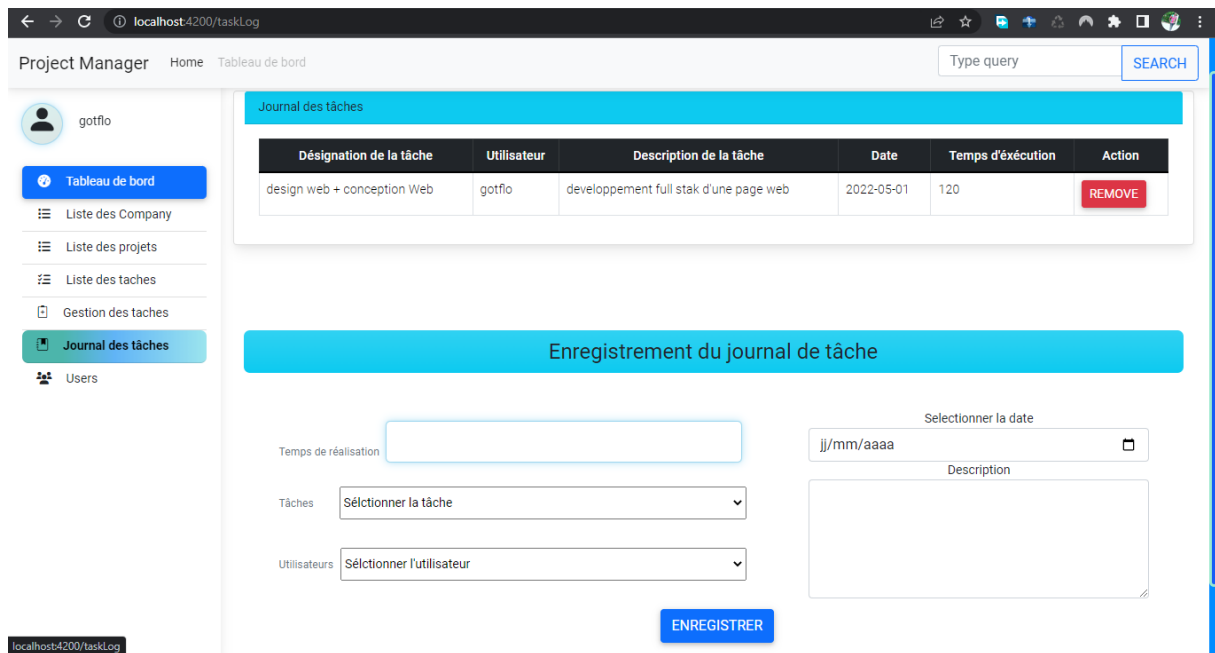 localhost:4200/taskLog
Project Manager Home Tableau de bord Type query SEARCH
gotflo
Tableau de bord
Liste des Company
Liste des projets
Liste des taches
Gestion des taches
Journal des tâches
Users
Journal des tâches
Désignation de la tâche Utilisateur Description de la tâche Date Temps d'éxécution Action
design web + conception Web gotflo developpement full stak d'une page web 2022-05-01 120 REMOVE
Enregistrement du journal de tâche
Temps de réalisation
Tâches Sélctionner la tâche
Utilisateurs Sélctionner l'utilisateur
Selectionner la date
jj/mm/aaaa
Description
ENREGISTRER
localhost:4200/taskLog